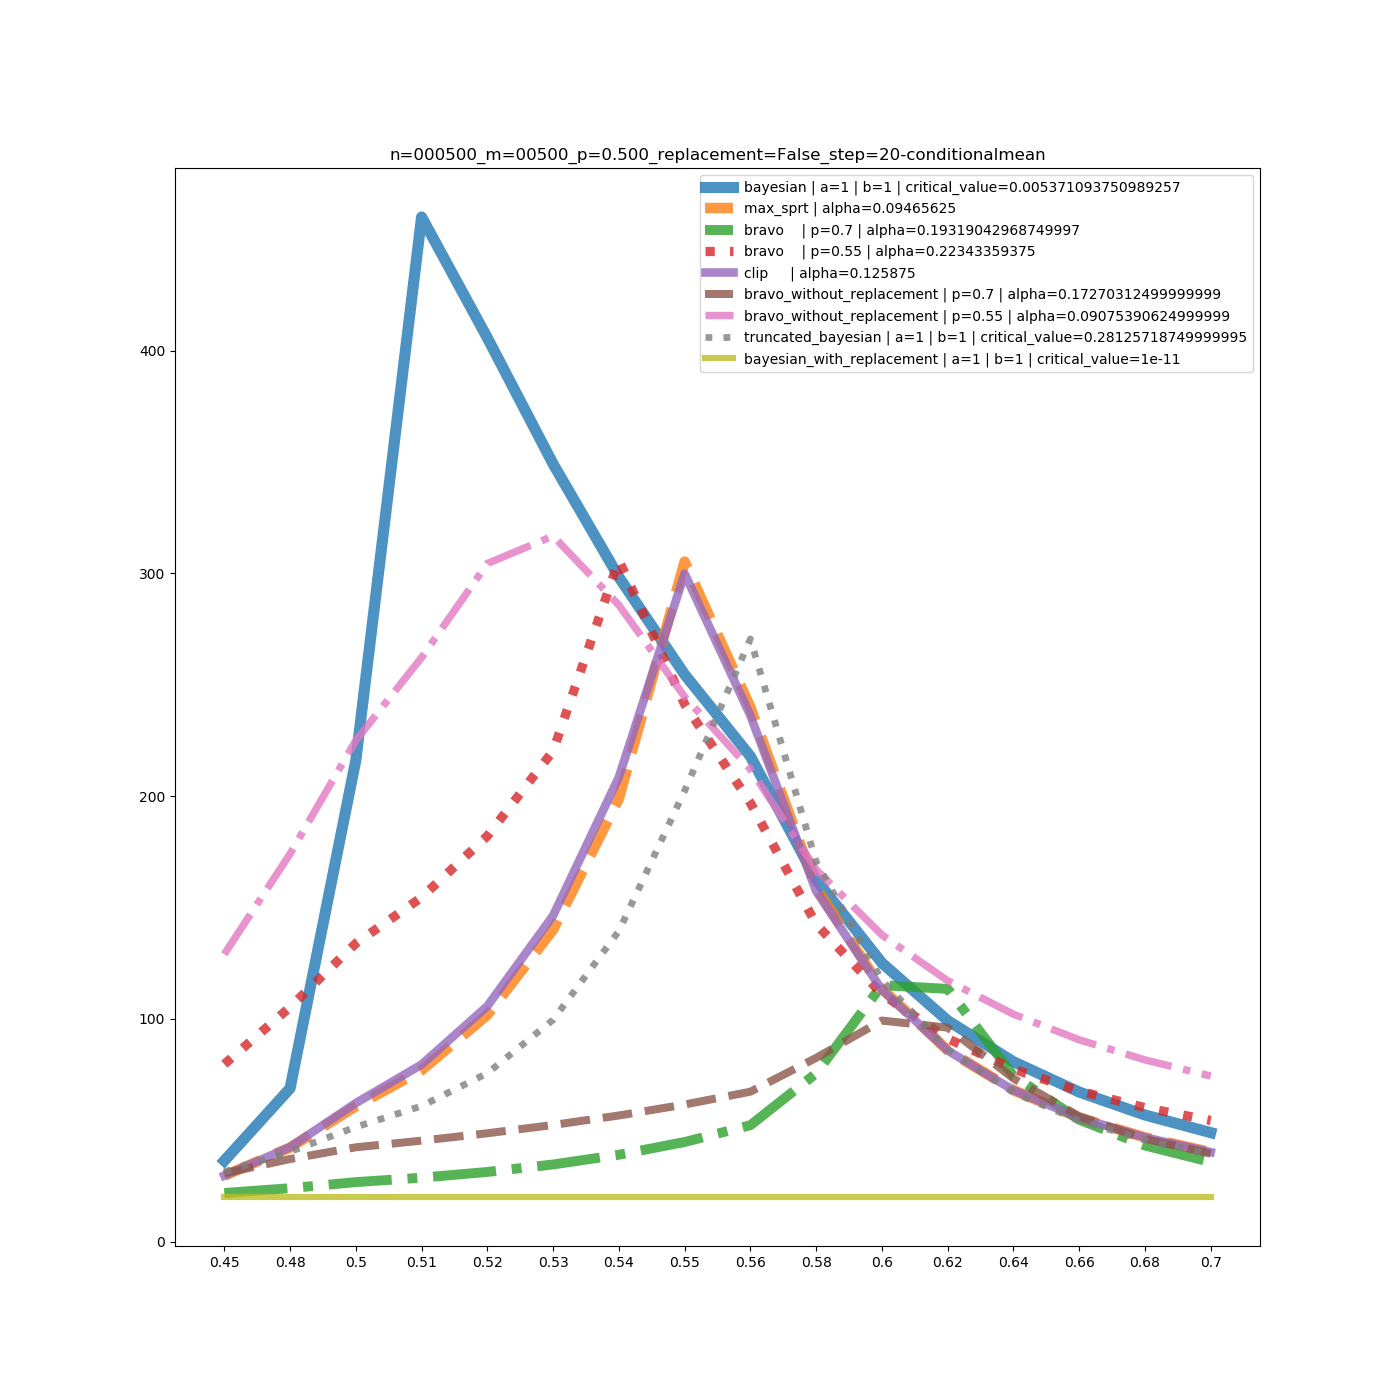 n=000500_m=00500_p=0.500_replacement=False_step=20-conditionalmean
bayesian | a=1 | b=1 | critical_value=0.005371093750989257
max_sprt | alpha=0.09465625
bravo    | p=0.7 | alpha=0.19319042968749997
bravo    | p=0.55 | alpha=0.22343359375
clip     | alpha=0.125875
bravo_without_replacement | p=0.7 | alpha=0.17270312499999999
bravo_without_replacement | p=0.55 | alpha=0.09075390624999999
truncated_bayesian | a=1 | b=1 | critical_value=0.28125718749999995
bayesian_with_replacement | a=1 | b=1 | critical_value=1e-11
400
300
200
100
0
0.45 0.48 0.5 0.51 0.52 0.53 0.54 0.55 0.56 0.58 0.6 0.62 0.64 0.66 0.68 0.7